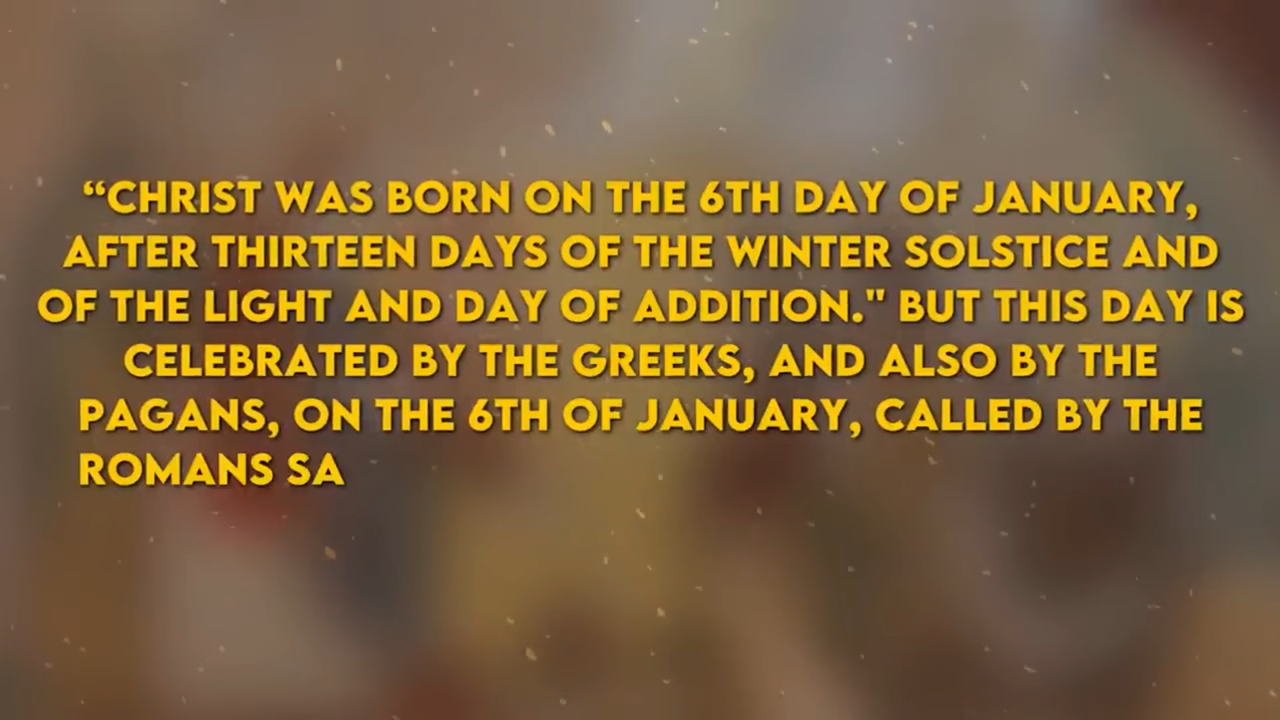 “CHRIST WAS BORN ON THE 6TH DAY OF JANUARY,
AFTER THIRTEEN DAYS OF THE WINTER SOLSTICE AND
OF THE LIGHT AND DAY OF ADDITION." BUT THIS DAY IS
CELEBRATED BY THE GREEKS, AND ALSO BY THE
PAGANS, ON THE 6TH OF JANUARY, CALLED BY THE
ROMANS SA